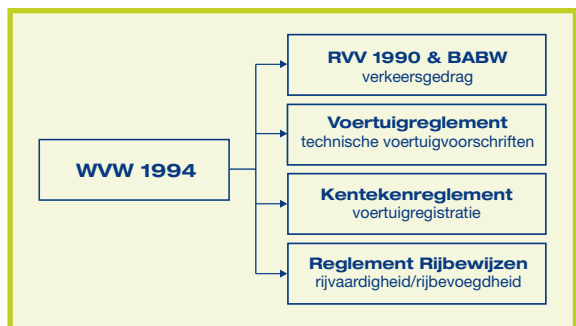 WVW 1994
RVV 1990 & BABW
verkeersgedrag
Voertuigreglement
technische voertuigvoorschriften
Kentekenreglement
voertuigregistratie
Reglement Rijbewijzen
rijvaardigheid/rijbevoegdheid